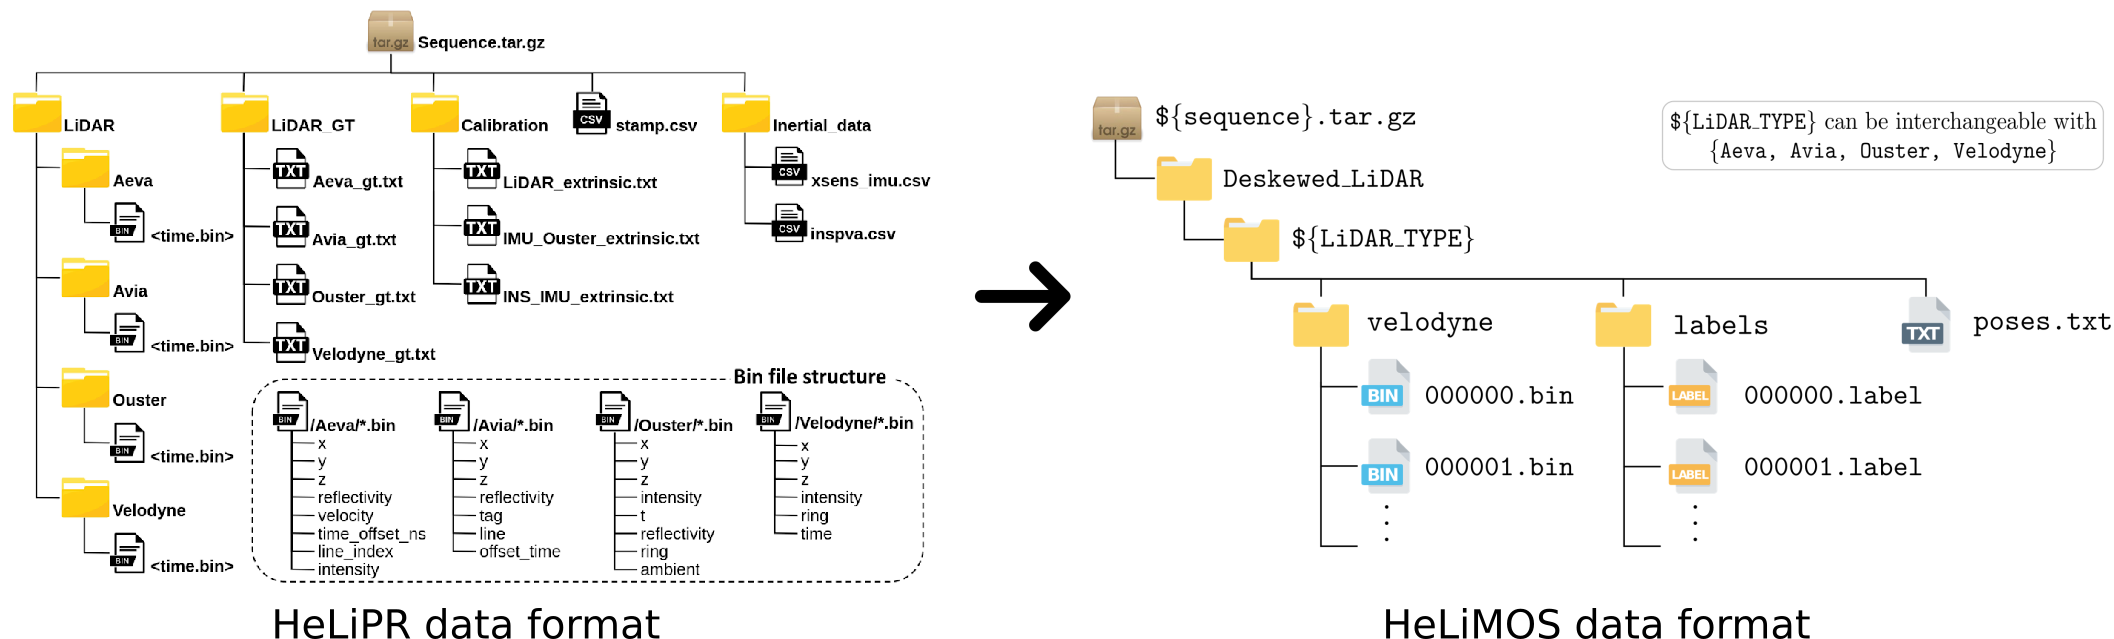 tar.gz
Sequence.tar.gz
LiDAR
Aeva
BIN
<time.bin>
Avia
BIN
<time.bin>
Ouster
BIN
<time.bin>
Velodyne
BIN
<time.bin>
LiDAR_GT
TXT
Aeva_gt.txt
TXT
Avia_gt.txt
TXT
Ouster_gt.txt
TXT
Velodyne_gt.txt
Calibration
TXT
LiDAR_extrinsic.txt
TXT
IMU_Ouster_extrinsic.txt
TXT
INS_IMU_extrinsic.txt
CSV
stamp.csv
Inertial_data
CSV
xsens_imu.csv
CSV
inspva.csv
Bin file structure
BIN
/Aeva/*.bin
x
y
z
reflectivity
velocity
time_offset_ns
line_index
intensity
BIN
/Avia/*.bin
x
y
z
reflectivity
tag
line
offset_time
BIN
/Ouster/*.bin
x
y
z
intensity
t
reflectivity
ring
ambient
BIN
/Velodyne/*.bin
x
y
z
intensity
ring
time
HeLiPR data format
tar.gz
${sequence}.tar.gz
Deskewed_LiDAR
${LiDAR_TYPE}
${LiDAR_TYPE} can be interchangeable with
{Aeva, Avia, Ouster, Velodyne}
velodyne
BIN
000000.bin
BIN
000001.bin
labels
LABEL
000000.label
LABEL
000001.label
TXT
poses.txt
HeLiMOS data format